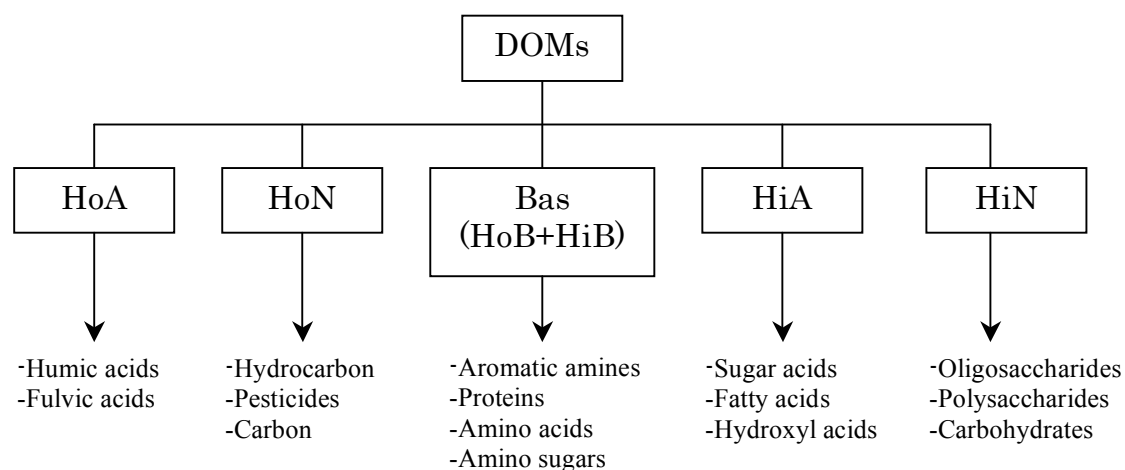 DOMs
HoA
HoN
Bas
(HoB+HiB)
HiA
HiN
-Humic acids
-Fulvic acids
-Hydrocarbon
-Pesticides
-Carbon
-Aromatic amines
-Proteins
-Amino acids
-Amino sugars
-Sugar acids
-Fatty acids
-Hydroxyl acids
-Oligosaccharides
-Polysaccharides
-Carbohydrates